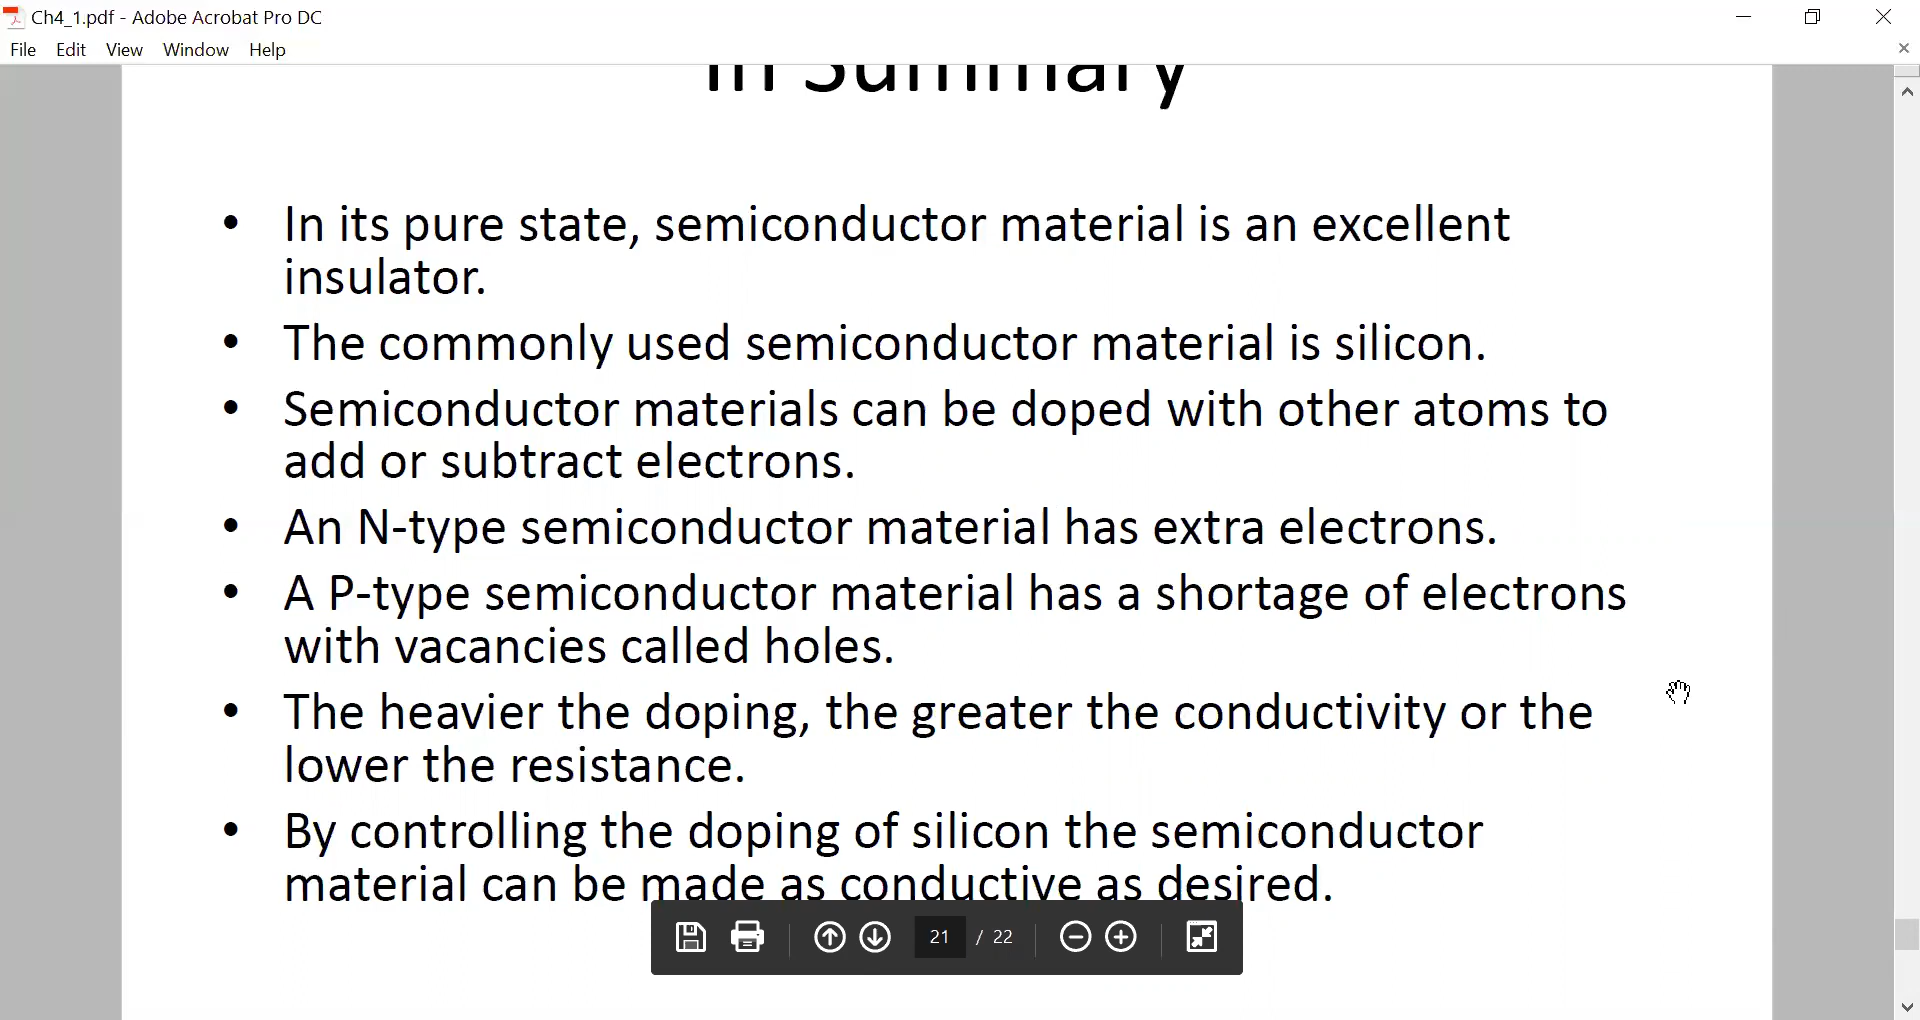 Ch4_1.pdf - Adobe Acrobat Pro DC
File Edit View Window Help
In Summary
• In its pure state, semiconductor material is an excellent
insulator.
• The commonly used semiconductor material is silicon.
• Semiconductor materials can be doped with other atoms to
add or subtract electrons.
• An N-type semiconductor material has extra electrons.
• A P-type semiconductor material has a shortage of electrons
with vacancies called holes.
• The heavier the doping, the greater the conductivity or the
lower the resistance.
• By controlling the doping of silicon the semiconductor
material can be made as conductive as desired.
21 / 22